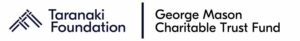 Taranaki
Foundation
George Mason
Charitable Trust Fund